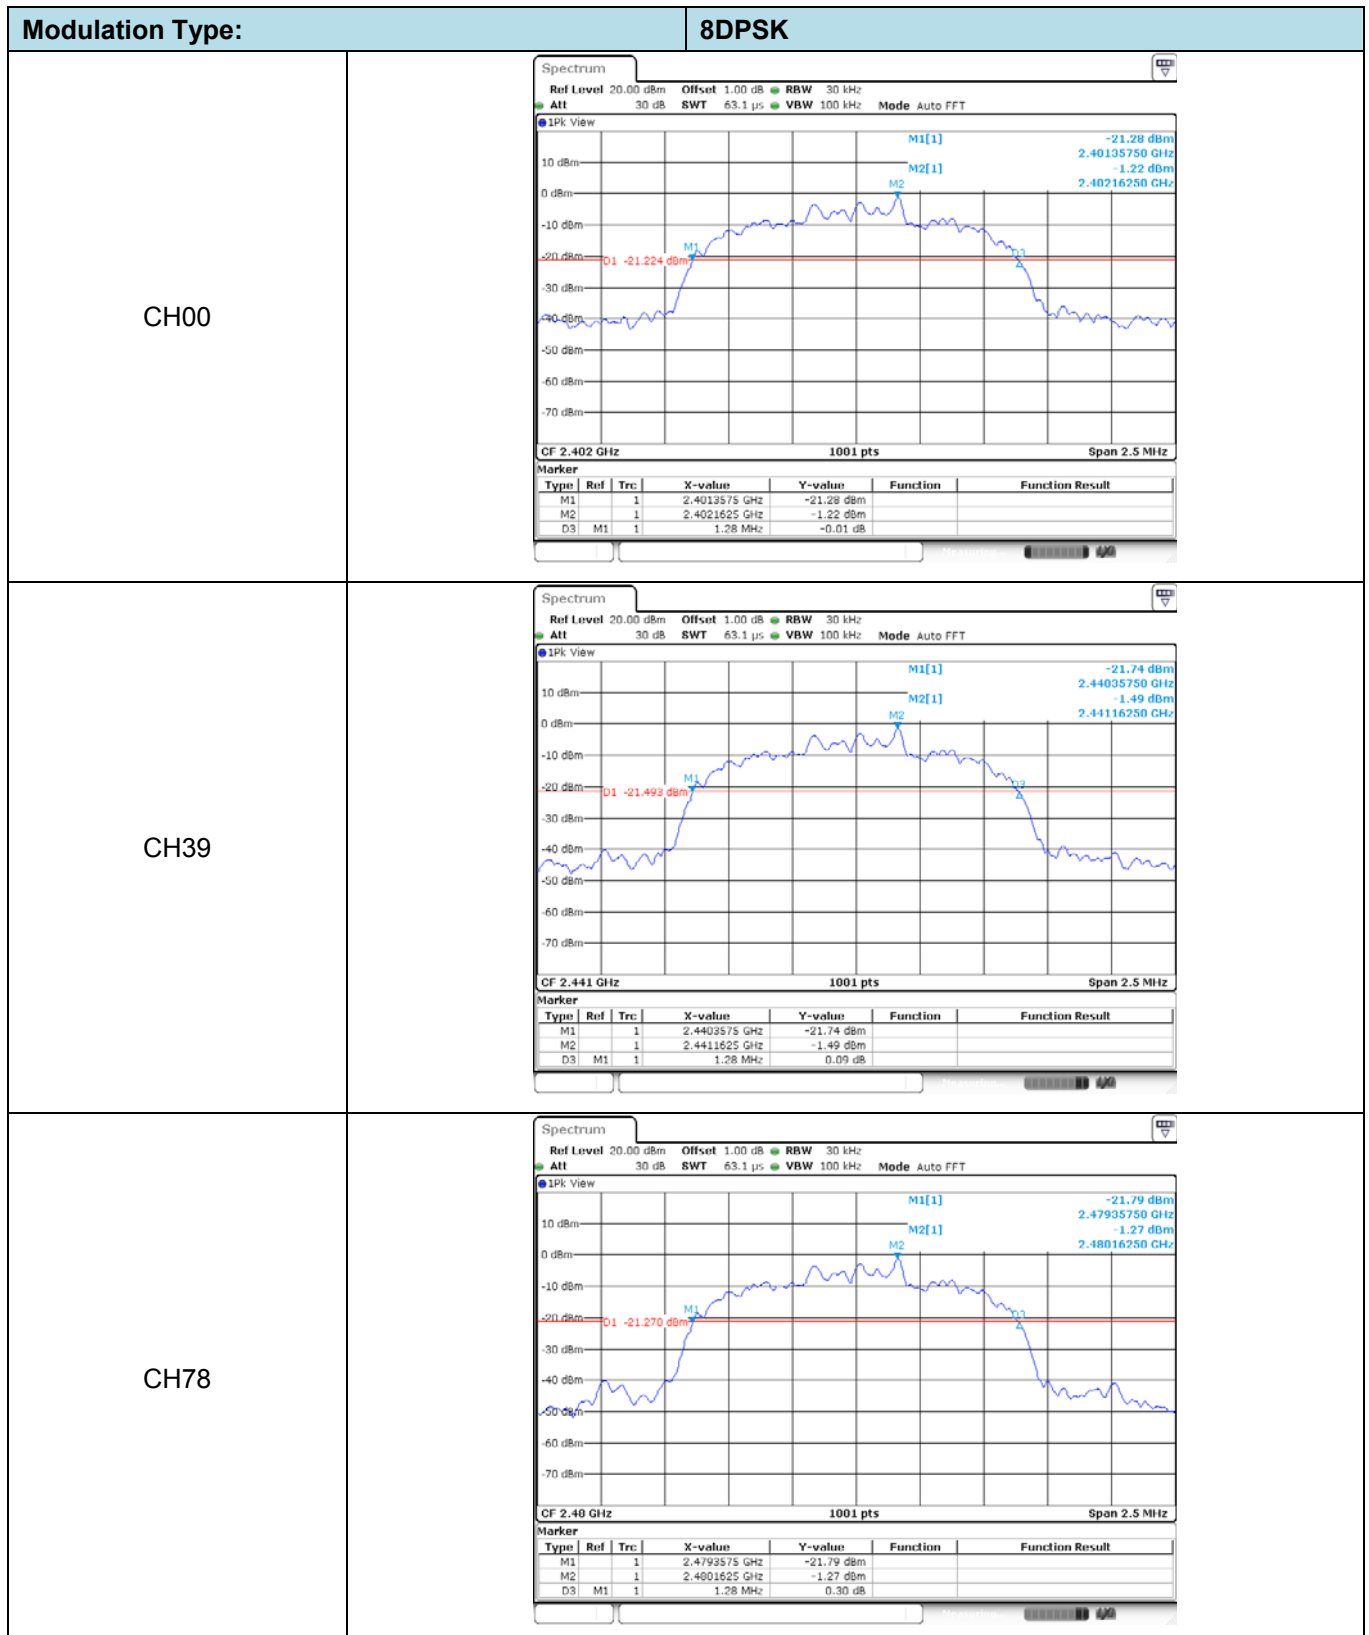 Modulation Type: 8DPSK
CH00
Spectrum
Ref Level 20.00 dBm Offset 1.00 dB RBW 30 kHz
Att 30 dB SWT 63.1 µs VBW 100 kHz Mode Auto FFT
1Pk View
M1[1] -21.28 dBm
2.40135750 GHz
10 dBm
M2[1] -1.22 dBm
2.40216250 GHz
M2
0 dBm
-10 dBm
M1
D3
-20 dBm
D1 -21.224 dBm
-30 dBm
-40 dBm
-50 dBm
-60 dBm
-70 dBm
CF 2.402 GHz 1001 pts Span 2.5 MHz
Marker
Type Ref Trc X-value Y-value Function Function Result
M1 1 2.4013575 GHz -21.28 dBm
M2 1 2.4021625 GHz -1.22 dBm
D3 M1 1 1.28 MHz -0.01 dB
CH39
Spectrum
Ref Level 20.00 dBm Offset 1.00 dB RBW 30 kHz
Att 30 dB SWT 63.1 µs VBW 100 kHz Mode Auto FFT
1Pk View
M1[1] -21.74 dBm
2.44035750 GHz
10 dBm
M2[1] -1.49 dBm
2.44116250 GHz
M2
0 dBm
-10 dBm
M1
D3
-20 dBm
D1 -21.493 dBm
-30 dBm
-40 dBm
-50 dBm
-60 dBm
-70 dBm
CF 2.441 GHz 1001 pts Span 2.5 MHz
Marker
Type Ref Trc X-value Y-value Function Function Result
M1 1 2.4403575 GHz -21.74 dBm
M2 1 2.4411625 GHz -1.49 dBm
D3 M1 1 1.28 MHz 0.09 dB
CH78
Spectrum
Ref Level 20.00 dBm Offset 1.00 dB RBW 30 kHz
Att 30 dB SWT 63.1 µs VBW 100 kHz Mode Auto FFT
1Pk View
M1[1] -21.79 dBm
2.47935750 GHz
10 dBm
M2[1] -1.27 dBm
2.48016250 GHz
M2
0 dBm
-10 dBm
M1
D3
-20 dBm
D1 -21.270 dBm
-30 dBm
-40 dBm
-50 dBm
-60 dBm
-70 dBm
CF 2.48 GHz 1001 pts Span 2.5 MHz
Marker
Type Ref Trc X-value Y-value Function Function Result
M1 1 2.4793575 GHz -21.79 dBm
M2 1 2.4801625 GHz -1.27 dBm
D3 M1 1 1.28 MHz 0.30 dB